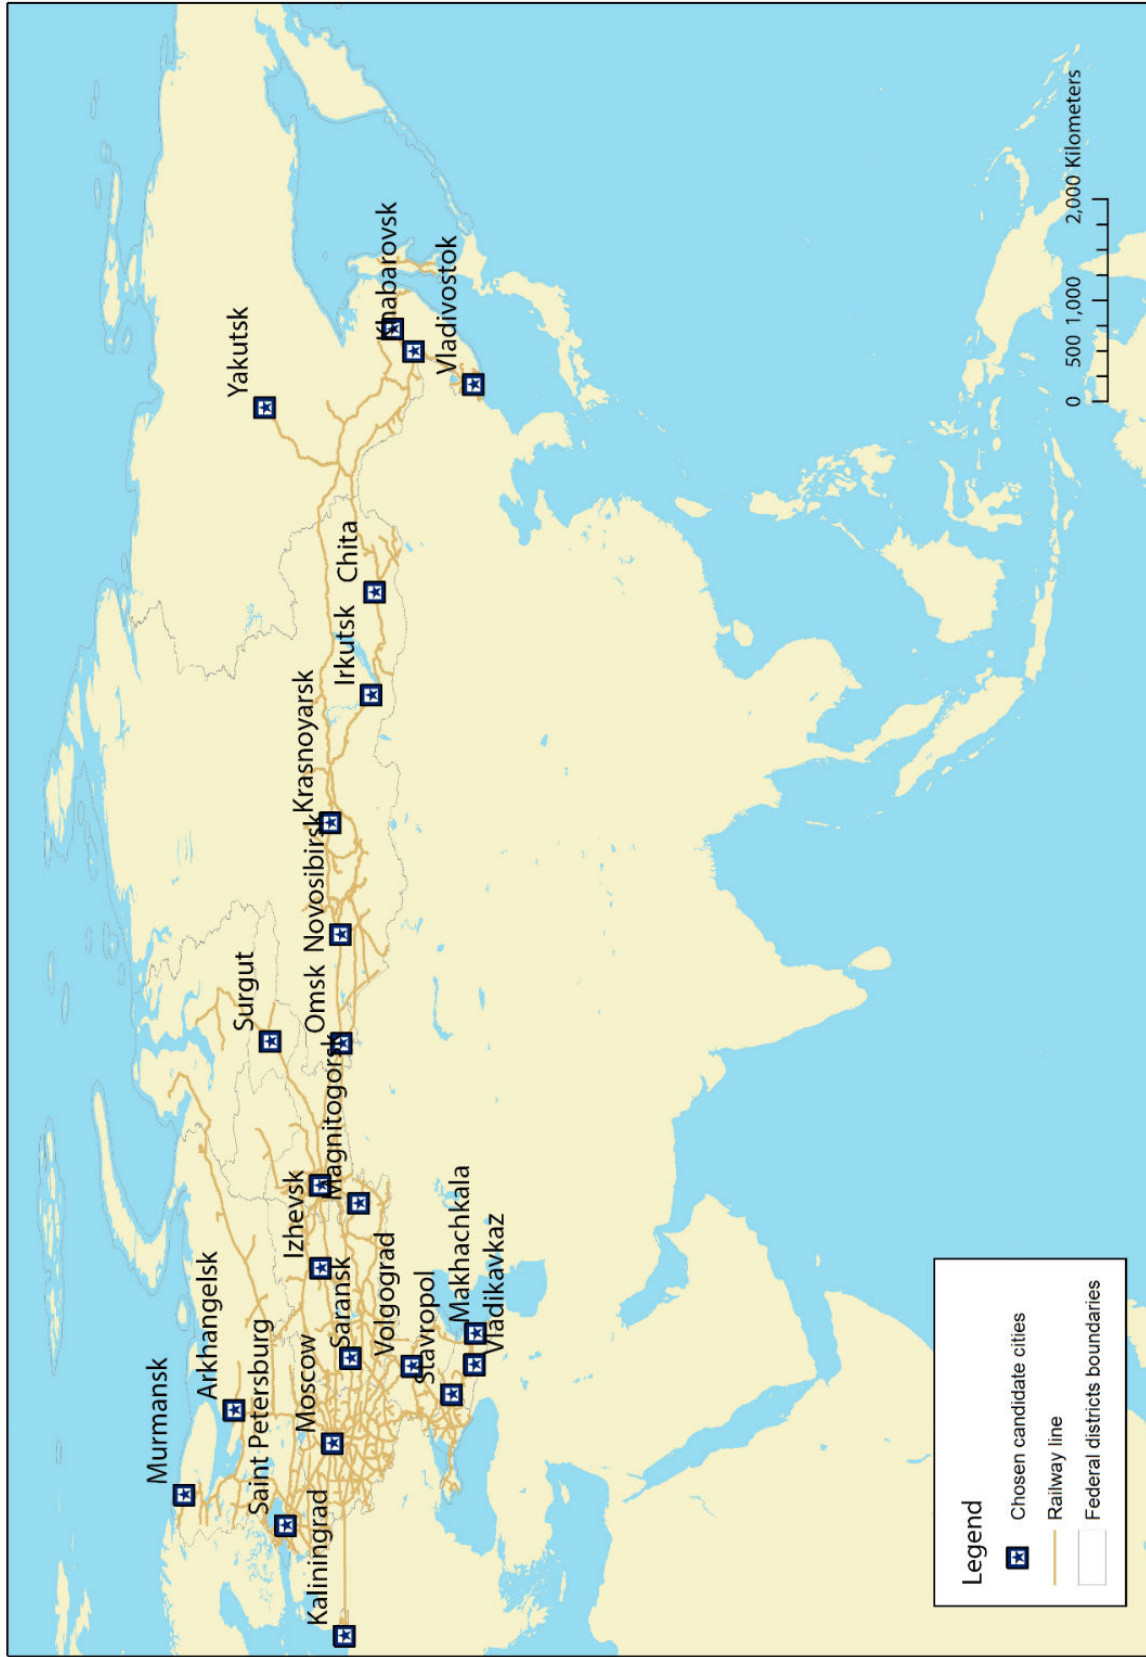 Murmansk
Arkhangelsk
Saint Petersburg
Kaliningrad
Moscow
Izhevsk
Saransk
Magnitogorsk
Volgograd
Stavropol
Makhachkala
Vladikavkaz
Surgut
Omsk
Novosibirsk
Krasnoyarsk
Irkutsk
Chita
Yakutsk
Khabarovsk
Vladivostok
Legend
Chosen candidate cities
Railway line
Federal districts boundaries
0 500 1,000 2,000 Kilometers